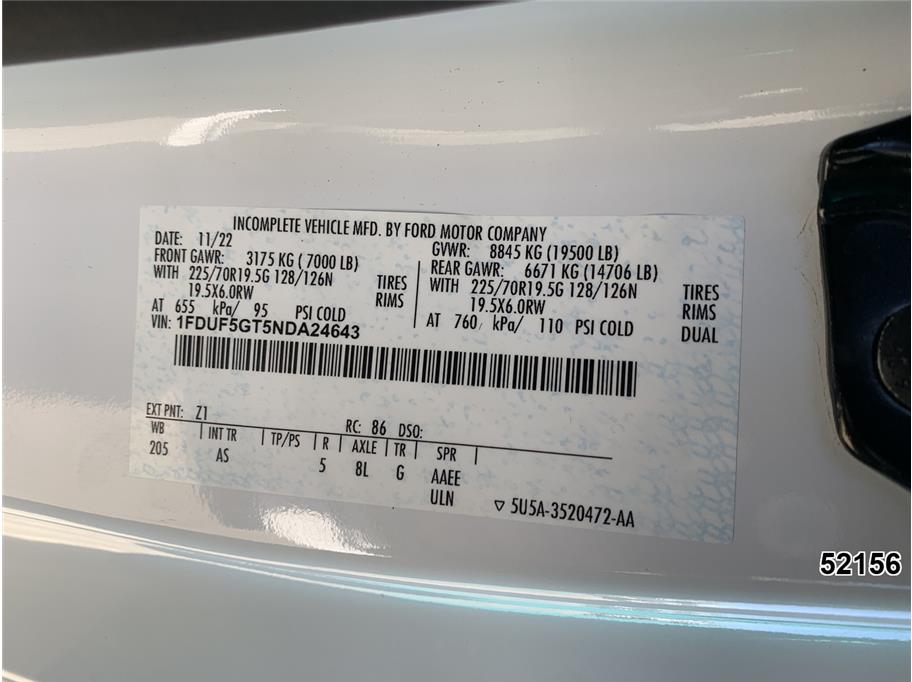 INCOMPLETE VEHICLE MFD. BY FORD MOTOR COMPANY
DATE: 11/22 GVWR: 8845 KG (19500 LB)
FRONT GAWR: 3175 KG ( 7000 LB) REAR GAWR: 6671 KG (14706 LB)
WITH 225/70R19.5G 128/126N TIRES WITH 225/70R19.5G 128/126N TIRES
19.5X6.0RW RIMS 19.5X6.0RW RIMS
AT 655 kPa/ 95 PSI COLD AT 760 kPa/ 110 PSI COLD DUAL
VIN: 1FDUF5GT5NDA24643
EXT PNT: Z1 RC: 86 DSO:
WB INT TR TP/PS R AXLE TR SPR
205 AS 5 8L G AAEE
ULN
▽ 5U5A-3520472-AA
52156